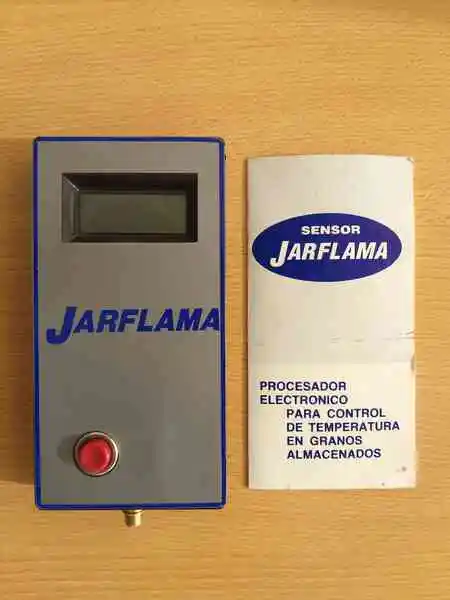 JARFLAMA
SENSOR
JARFLAMA
PROCESADOR
ELECTRONICO
PARA CONTROL
DE TEMPERATURA
EN GRANOS
ALMACENADOS